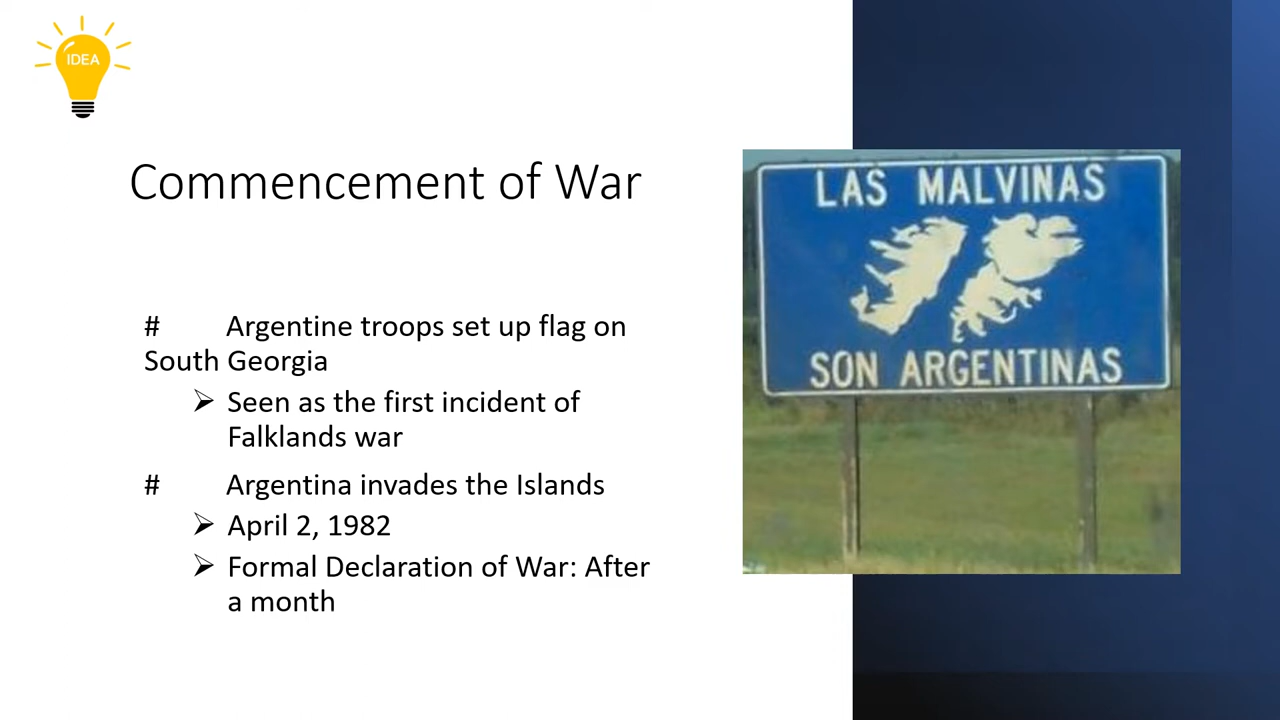 IDEA
Commencement of War
# Argentine troops set up flag on
South Georgia
➢ Seen as the first incident of
Falklands war
# Argentina invades the Islands
➢ April 2, 1982
➢ Formal Declaration of War: After
a month
LAS MALVINAS
SON ARGENTINAS